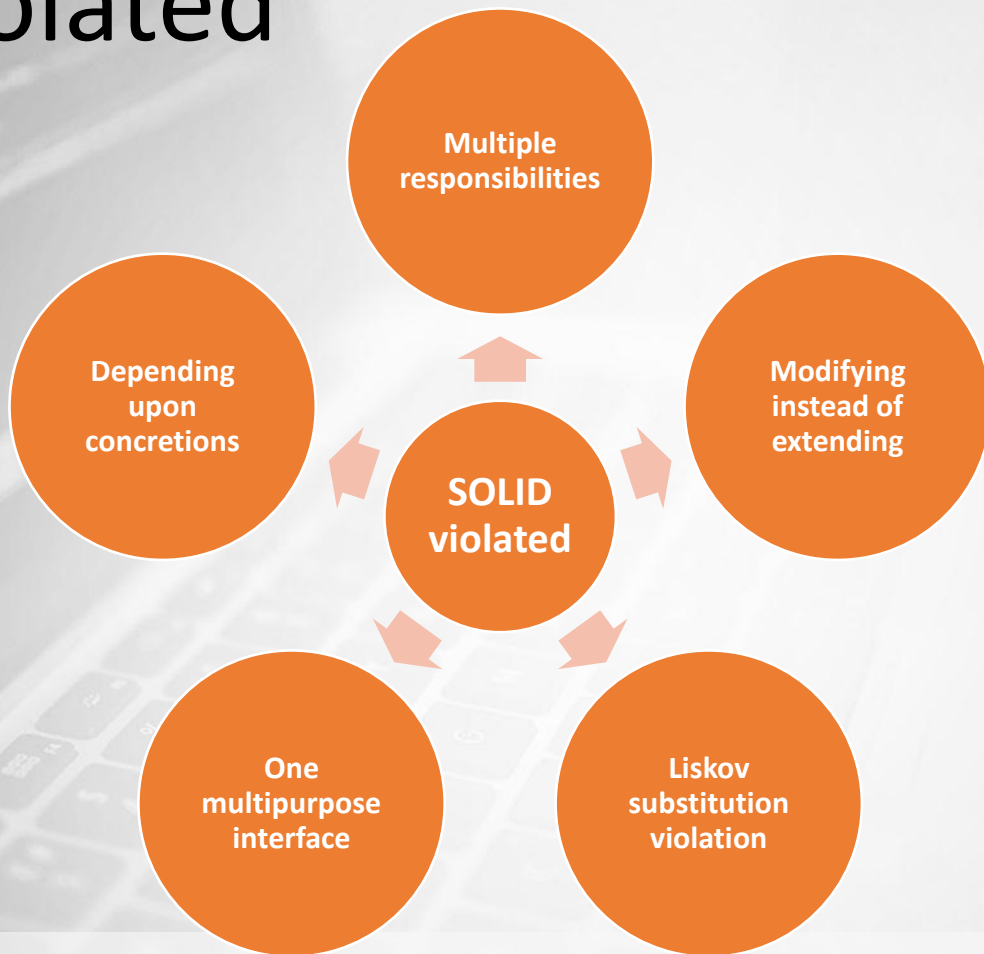 olated
Multiple
responsibilities
Depending
upon
concretions
Modifying
instead of
extending
SOLID
violated
One
multipurpose
interface
Liskov
substitution
violation